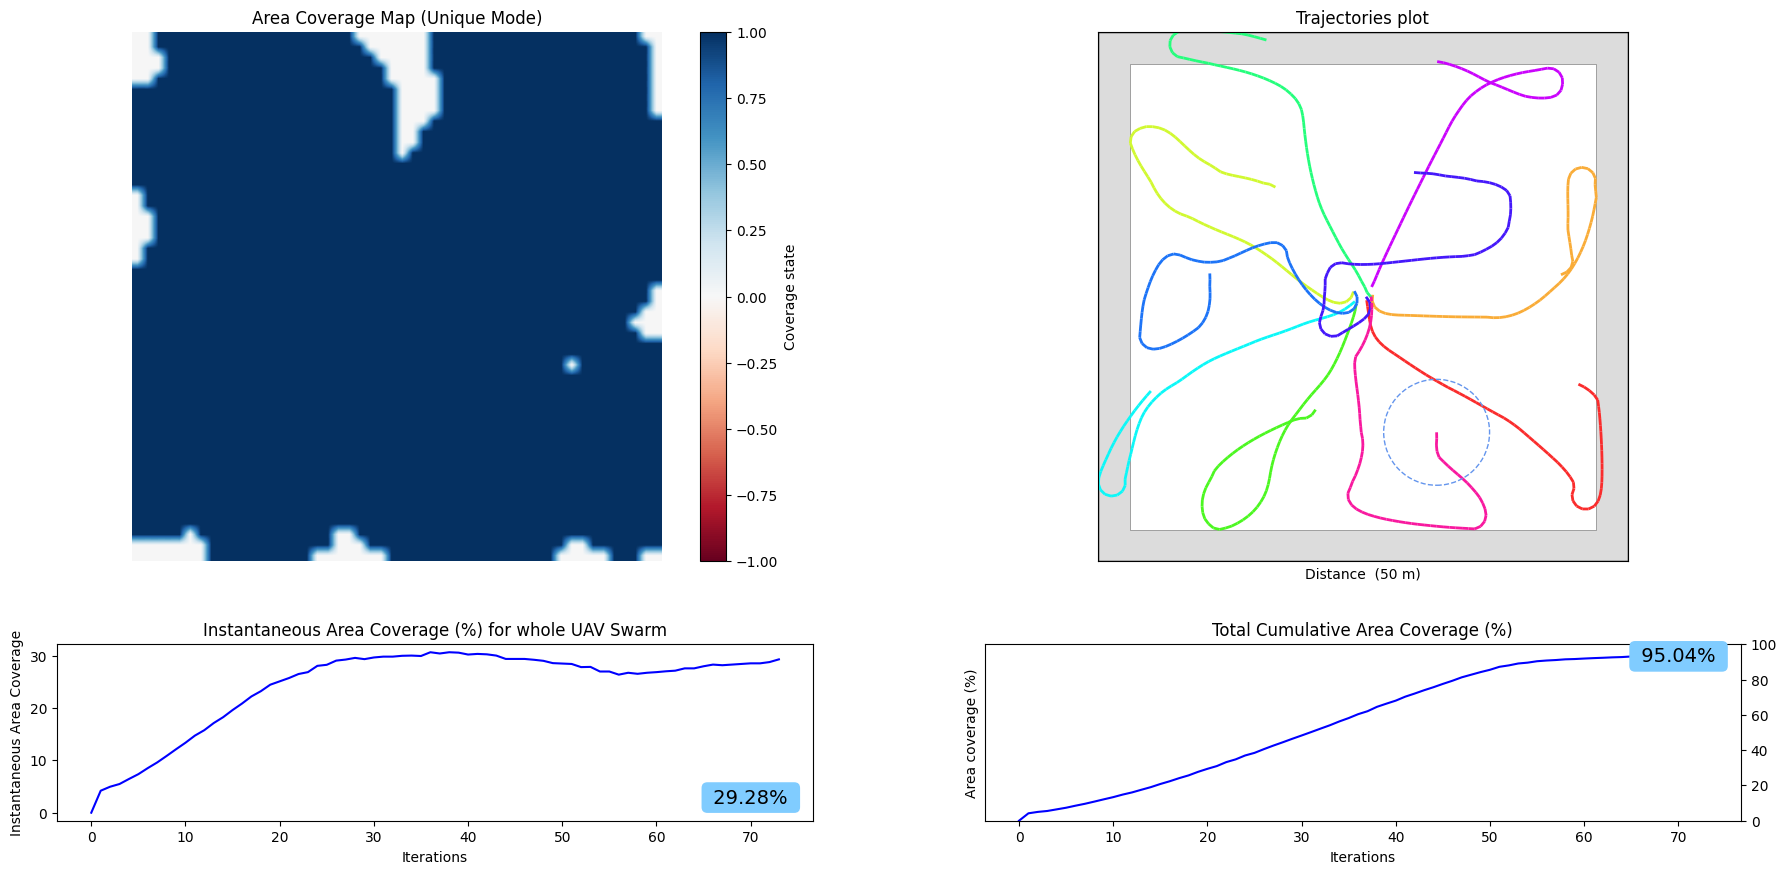 Area Coverage Map (Unique Mode)
1.00
0.75
0.50
0.25
0.00
−0.25
−0.50
−0.75
−1.00
Coverage state
Trajectories plot
Distance  (50 m)
Instantaneous Area Coverage (%) for whole UAV Swarm
Instantaneous Area Coverage
30
20
10
0
29.28%
0 10 20 30 40 50 60 70
Iterations
Total Cumulative Area Coverage (%)
Area coverage (%)
95.04%
100
80
60
40
20
0
0 10 20 30 40 50 60 70
Iterations